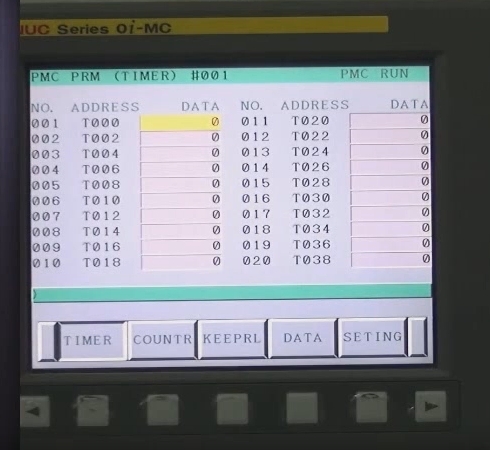 UC Series 0i-MC
PMC PRM (TIMER) #001 PMC RUN
NO. ADDRESS DATA NO. ADDRESS DATA
001 T000 0 011 T020 0
002 T002 0 012 T022 0
003 T004 0 013 T024 0
004 T006 0 014 T026 0
005 T008 0 015 T028 0
006 T010 0 016 T030 0
007 T012 0 017 T032 0
008 T014 0 018 T034 0
009 T016 0 019 T036 0
010 T018 0 020 T038 0
)
TIMER COUNTR KEEPRL DATA SETING